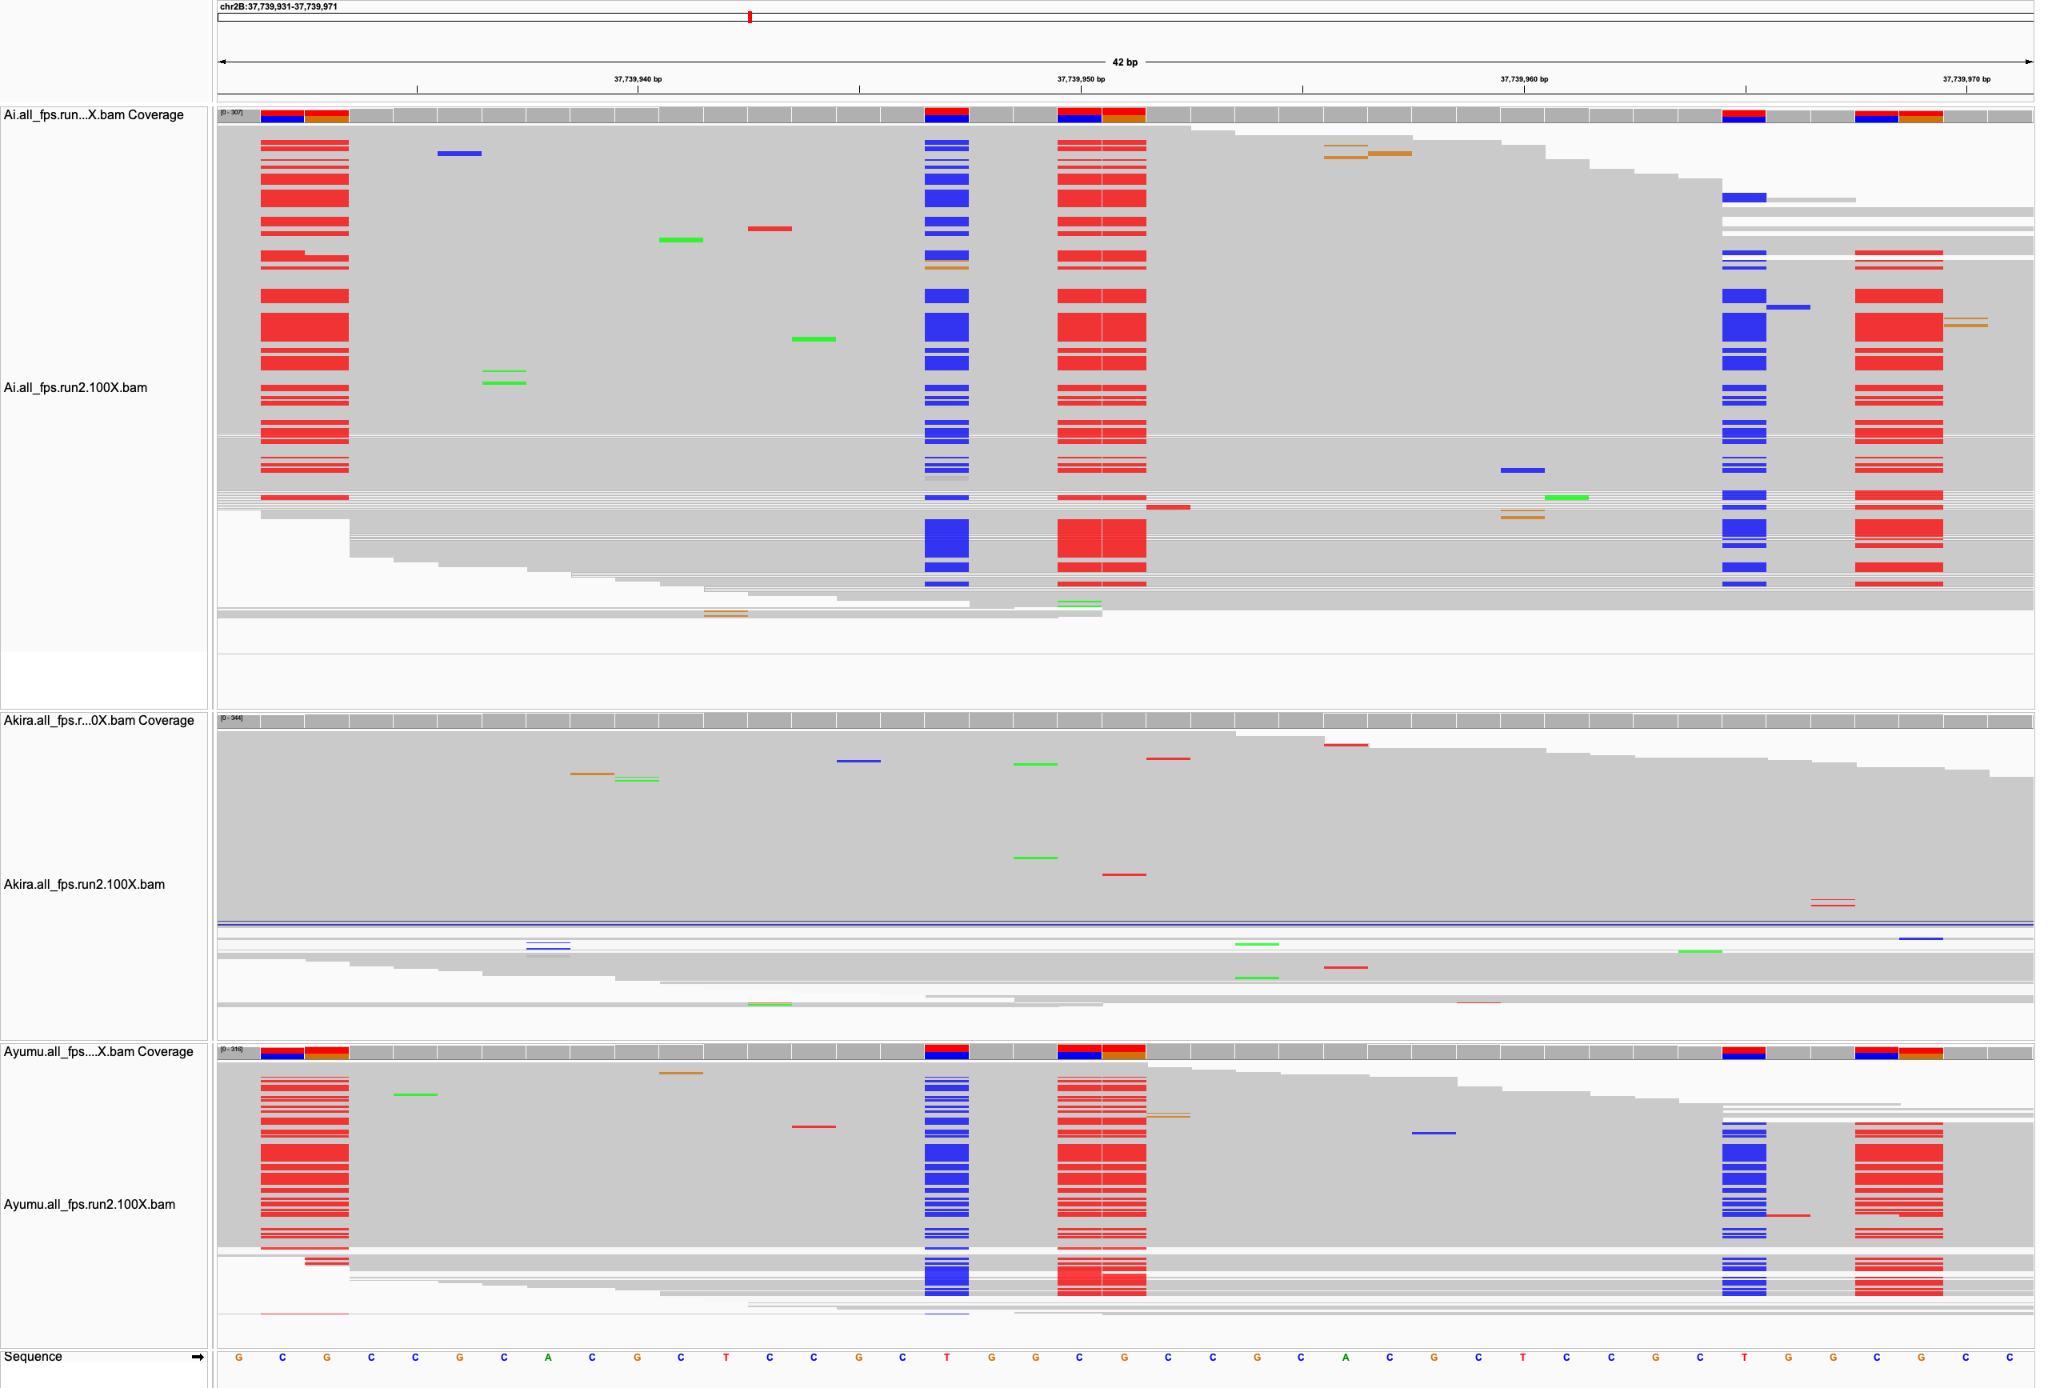 chr2B:37,739,931-37,739,971
42 bp
37,739,940 bp 37,739,950 bp 37,739,960 bp 37,739,970 bp
Ai.all_fps.run...X.bam Coverage
[0 - 307]
Ai.all_fps.run2.100X.bam
Akira.all_fps.r...0X.bam Coverage
[0 - 344]
Akira.all_fps.run2.100X.bam
Ayumu.all_fps....X.bam Coverage
[0 - 316]
Ayumu.all_fps.run2.100X.bam
Sequence G C G C C G C A C G C T C C G C T G G C G C C G C A C G C T C C G C T G G C G C C